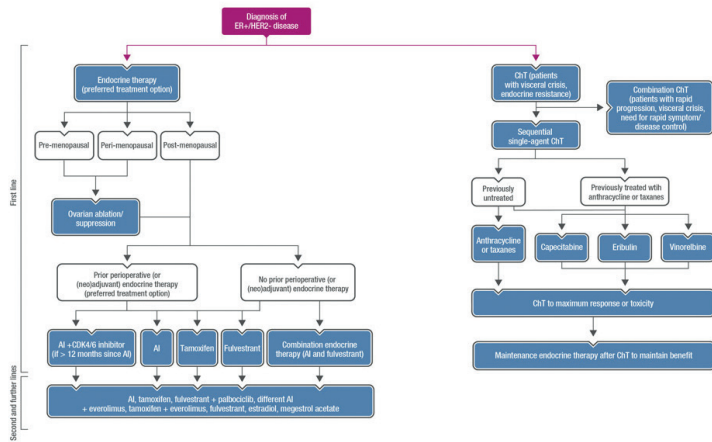 Diagnosis of
ER+/HER2- disease
First line
Endocrine therapy
(preferred treatment option)
Pre-menopausal
Peri-menopausal
Post-menopausal
Ovarian ablation/
suppression
Prior perioperative (or
(neo)adjuvant) endocrine therapy
(preferred treatment option)
No prior perioperative (or
(neo)adjuvant) endocrine therapy
AI +CDK4/6 inhibitor
(if > 12 months since AI)
AI
Tamoxifen
Fulvestrant
Combination endocrine
therapy (AI and fulvestrant)
ChT (patients
with visceral crisis,
endocrine resistance)
Combination ChT
(patients with rapid
progression, visceral crisis,
need for rapid symptom/
disease control)
Sequential
single-agent ChT
Previously
untreated
Previously treated wtih
anthracycline or taxanes
Anthracycline
or taxanes
Capecitabine
Eribulin
Vinorelbine
ChT to maximum response or toxicity
Maintenance endocrine therapy after ChT to maintain benefit
Second and further lines
AI, tamoxifen, fulvestrant + palbociclib, different AI
+ everolimus, tamoxifen + everolimus, fulvestrant, estradiol, megestrol acetate